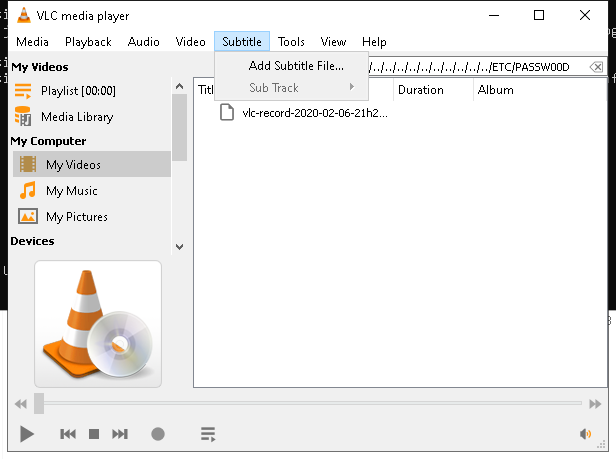 VLC media player
Media Playback Audio Video Subtitle Tools View Help
My Videos
Add Subtitle File...
/../../../../../../../../../ETC/PASSW00D
Playlist [00:00]
Sub Track
Duration Album
Media Library
vlc-record-2020-02-06-21h2...
My Computer
My Videos
My Music
My Pictures
Devices